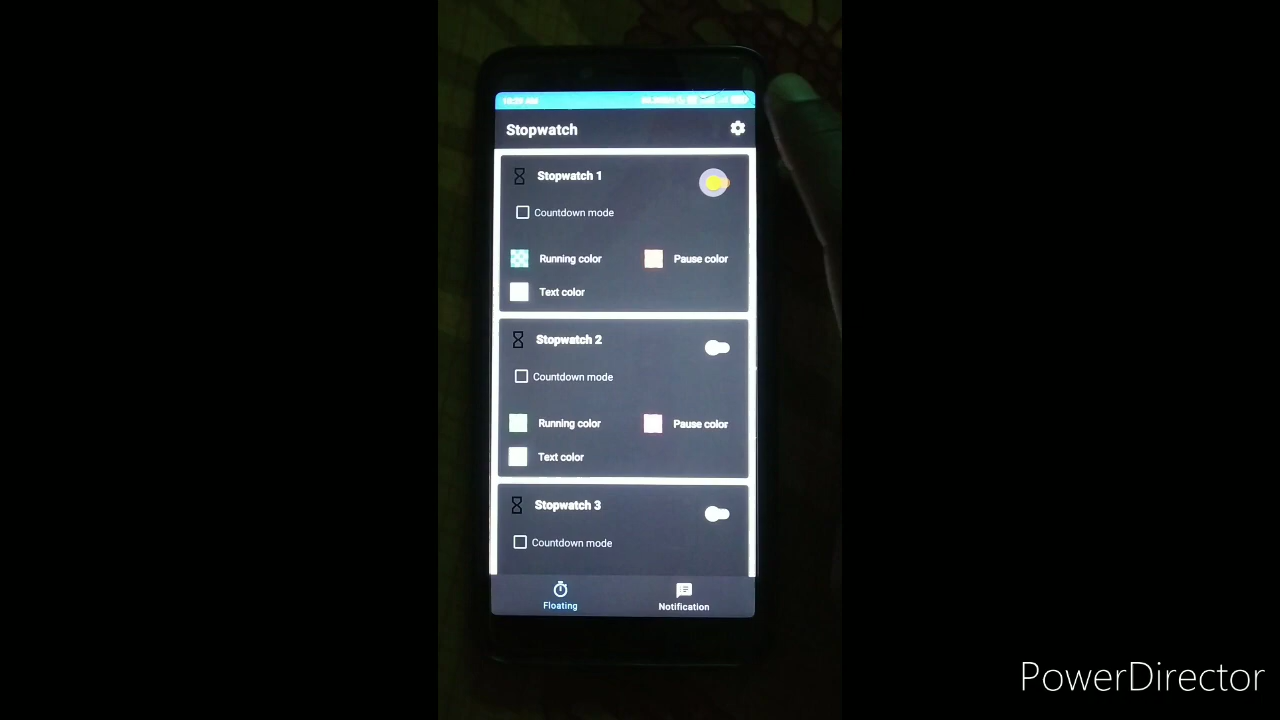 Stopwatch
Stopwatch 1
Countdown mode
Running color Pause color
Text color
Stopwatch 2
Countdown mode
Running color Pause color
Text color
Stopwatch 3
Countdown mode
Floating Notification
PowerDirector